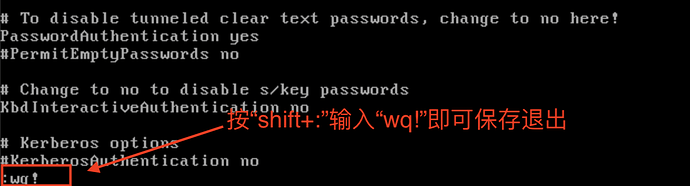 # To disable tunneled clear text passwords, change to no here!
PasswordAuthentication yes
#PermitEmptyPasswords no
# Change to no to disable s/key passwords
KbdInteractiveAuthentication no
按“shift+:”输入“wq!”即可保存退出
# Kerberos options
#KerberosAuthentication no
:wq!